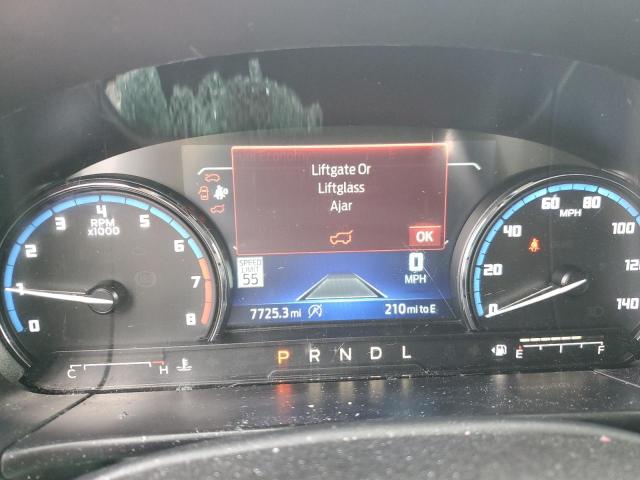 Liftgate Or
Liftglass
Ajar
OK
SPEED
LIMIT
55
0
MPH
7725.3 mi
210 mi to E
0
1
2
3
4
5
6
7
8
RPM
x1000
0
20
40
60
80
100
120
140
MPH
P R N D L
C
H
E
F